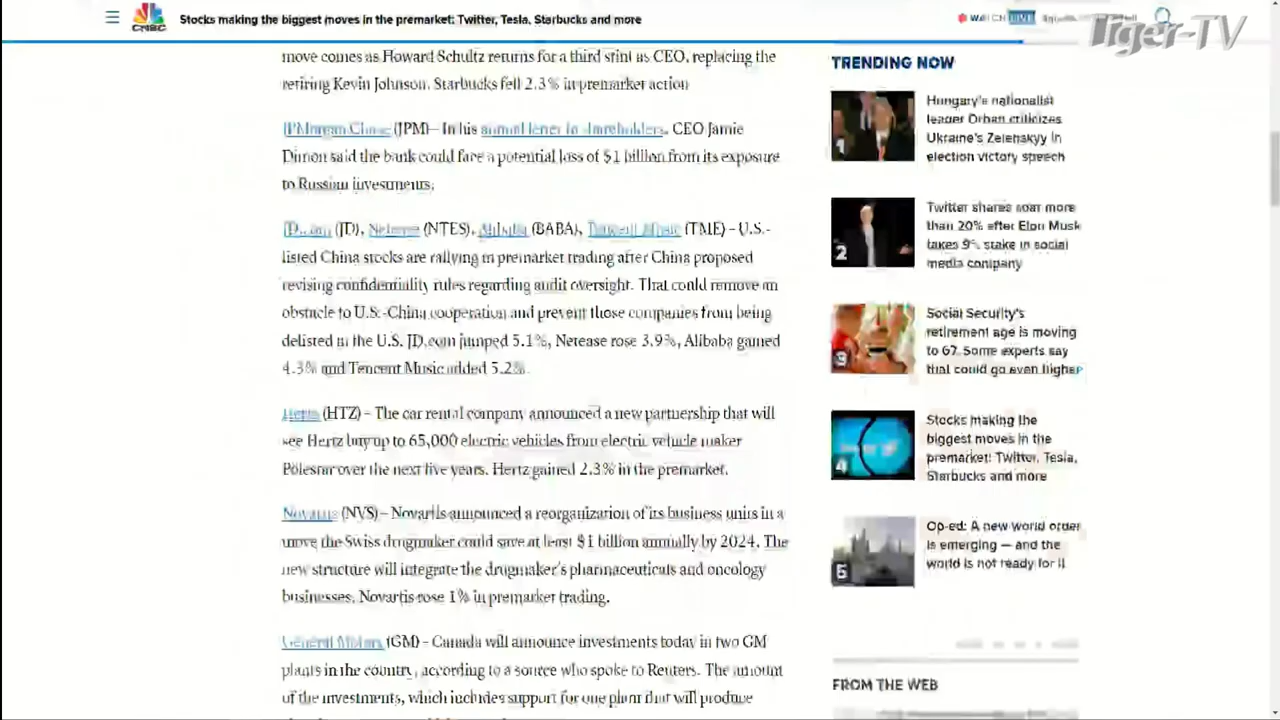 Stocks making the biggest moves in the premarket: Twitter, Tesla, Starbucks and more
WATCH LIVE
CNBC
Tiger-TV
move comes as Howard Schultz returns for a third stint as CEO, replacing the
retiring Kevin Johnson. Starbucks fell 2.3% in premarket action
JPMorgan Chase (JPM) – In his annual letter to shareholders, CEO Jamie
Dimon said the bank could face a potential loss of $1 billion from its exposure
to Russian investments.
JD.com (JD), Netease (NTES), Alibaba (BABA), Tencent Music (TME) – U.S.-
listed China stocks are rallying in premarket trading after China proposed
revising confidentiality rules regarding audit oversight. That could remove an
obstacle to U.S.-China cooperation and prevent those companies from being
delisted in the U.S. JD.com jumped 5.1%, Netease rose 3.9%, Alibaba gained
4.3% and Tencent Music added 5.2%.
Hertz (HTZ) – The car rental company announced a new partnership that will
see Hertz buy up to 65,000 electric vehicles from electric vehicle maker
Polestar over the next five years. Hertz gained 2.3% in the premarket.
Novartis (NVS) – Novartis announced a reorganization of its business units in a
move the Swiss drugmaker could save at least $1 billion annually by 2024. The
new structure will integrate the drugmaker's pharmaceuticals and oncology
businesses. Novartis rose 1% in premarket trading.
General Motors (GM) – Canada will announce investments today in two GM
plants in the country, according to a source who spoke to Reuters. The amount
of the investments, which includes support for one plant that will produce
TRENDING NOW
1
Hungary's nationalist
leader Orban criticizes
Ukraine's Zelenskyy in
election victory speech
2
Twitter shares soar more
than 20% after Elon Musk
takes 9% stake in social
media company
3
Social Security's
retirement age is moving
to 67. Some experts say
that could go even higher
4
Stocks making the
biggest moves in the
premarket: Twitter, Tesla,
Starbucks and more
5
Op-ed: A new world order
is emerging — and the
world is not ready for it
FROM THE WEB